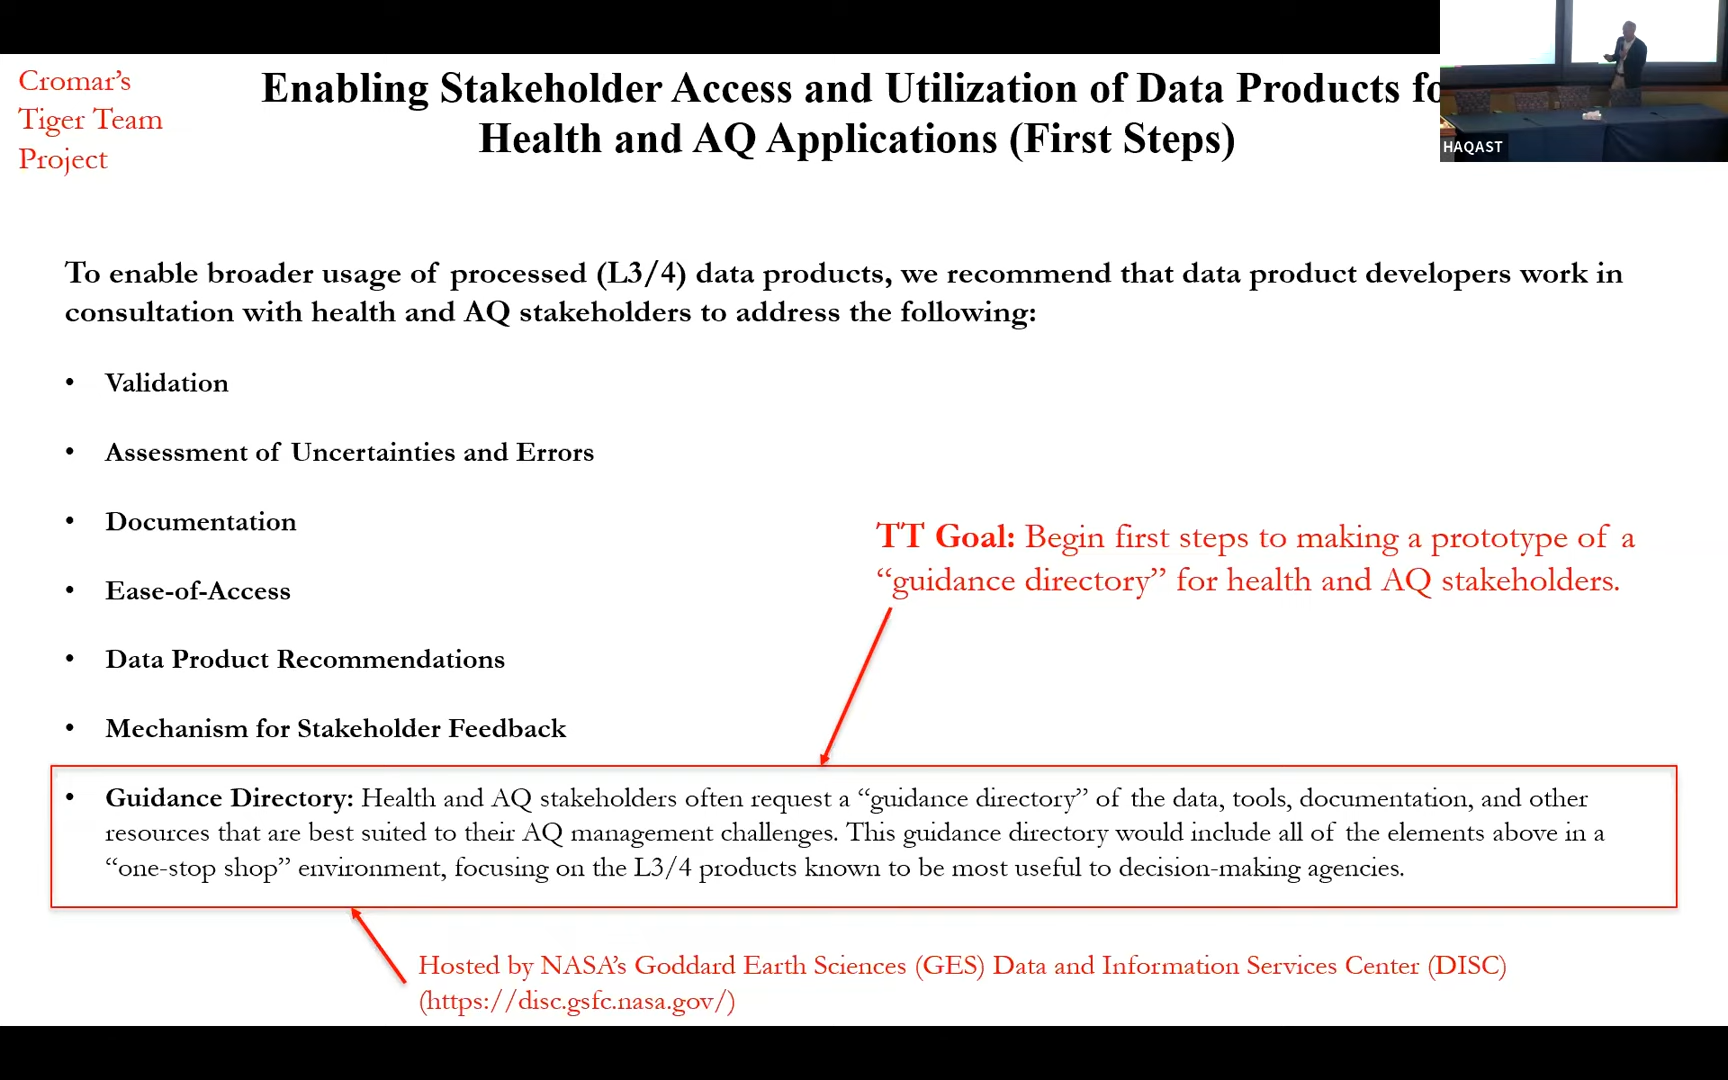 Cromar’s
Tiger Team
Project
Enabling Stakeholder Access and Utilization of Data Products fo
Health and AQ Applications (First Steps)
HAQAST
To enable broader usage of processed (L3/4) data products, we recommend that data product developers work in
consultation with health and AQ stakeholders to address the following:
• Validation
• Assessment of Uncertainties and Errors
• Documentation
• Ease-of-Access
• Data Product Recommendations
• Mechanism for Stakeholder Feedback
TT Goal: Begin first steps to making a prototype of a
“guidance directory” for health and AQ stakeholders.
• Guidance Directory: Health and AQ stakeholders often request a “guidance directory” of the data, tools, documentation, and other
resources that are best suited to their AQ management challenges. This guidance directory would include all of the elements above in a
“one-stop shop” environment, focusing on the L3/4 products known to be most useful to decision-making agencies.
Hosted by NASA’s Goddard Earth Sciences (GES) Data and Information Services Center (DISC)
(https://disc.gsfc.nasa.gov/)